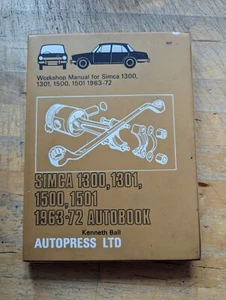 Workshop Manual for Simca 1300,
1301, 1500, 1501 1963-72
SIMCA 1300, 1301,
1500, 1501
1963-72 AUTOBOOK
Kenneth Ball
AUTOPRESS LTD